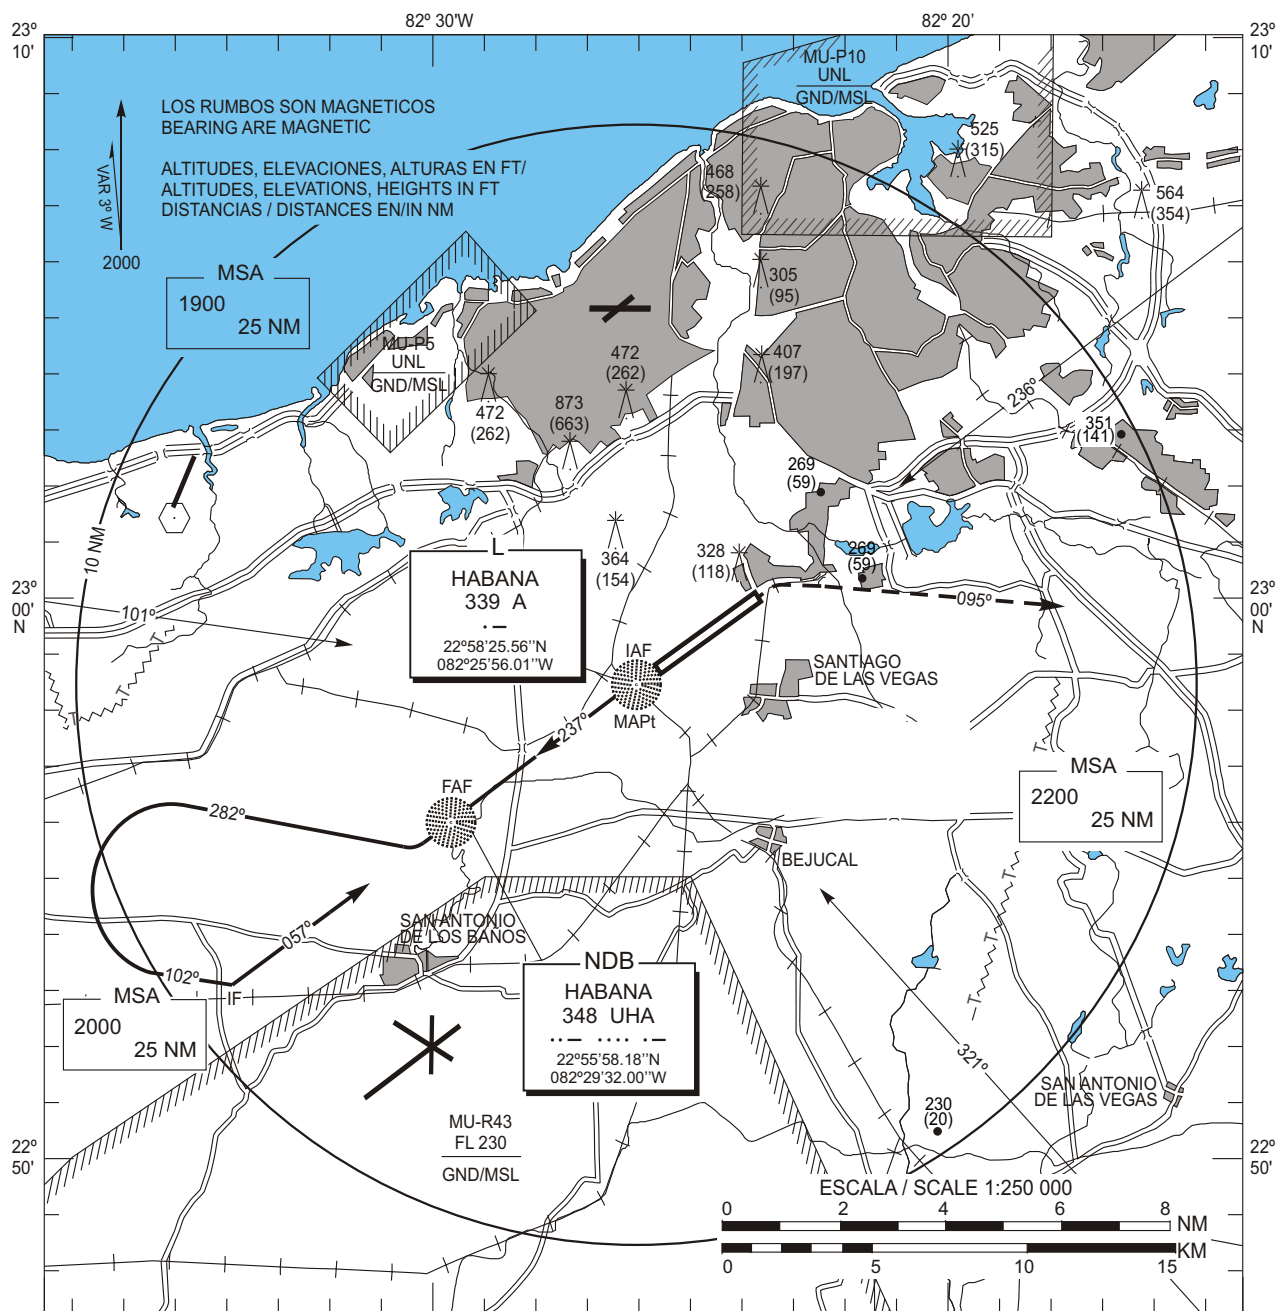 82º 30'W
82º 20'
23º
10'
23º
10'
LOS RUMBOS SON MAGNETICOS
BEARING ARE MAGNETIC
ALTITUDES, ELEVACIONES, ALTURAS EN FT/
ALTITUDES, ELEVATIONS, HEIGHTS IN FT
DISTANCIAS / DISTANCES EN/IN NM
VAR 3º W
2000
MU-P10
UNL
GND/MSL
525
(315)
468
(258)
564
(354)
MSA
1900
25 NM
305
(95)
MU-P5
UNL
GND/MSL
472
(262)
407
(197)
472
(262)
873
(663)
236º
351
(141)
269
(59)
10 NM
L
HABANA
339 A
22º58'25.56''N
082º25'56.01''W
364
(154)
328
(118)
269
(59)
23º
00'
N
23º
00'
N
101º
095º
IAF
MAPt
SANTIAGO
DE LAS VEGAS
237º
FAF
MSA
2200
25 NM
282º
BEJUCAL
057º
SAN ANTONIO
DE LOS BAÑOS
102º
IF
MSA
2000
25 NM
NDB
HABANA
348 UHA
22º55'58.18''N
082º29'32.00''W
T
T
T
T
T
T
T
321º
SAN ANTONIO
DE LAS VEGAS
230
(20)
MU-R43
FL 230
GND/MSL
22º
50'
22º
50'
ESCALA / SCALE 1:250 000
0 2 4 6 8
NM
KM
0 5 10 15